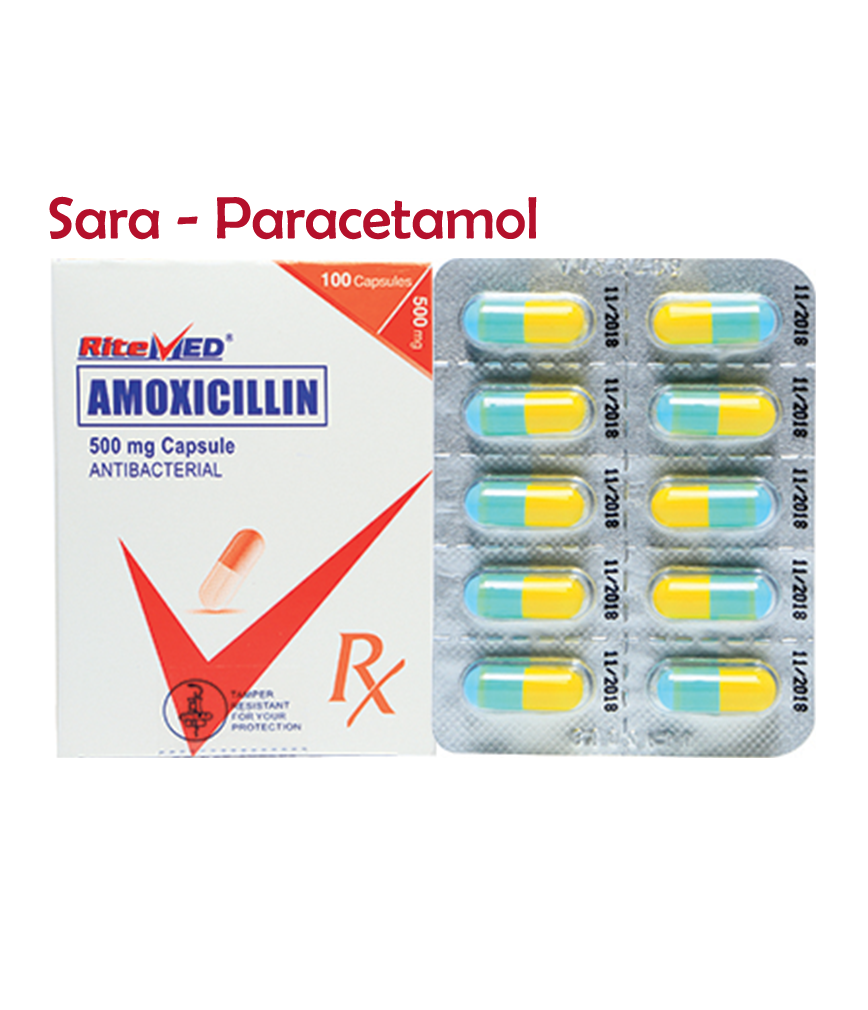 Sara - Paracetamol
100 Capsules
500 mg
RiteMED®
AMOXICILLIN
500 mg Capsule
ANTIBACTERIAL
Rx
TAMPER
RESISTANT
FOR YOUR
PROTECTION
11/2018
11/2018
11/2018
11/2018
11/2018
11/2018
11/2018
11/2018
11/2018
11/2018